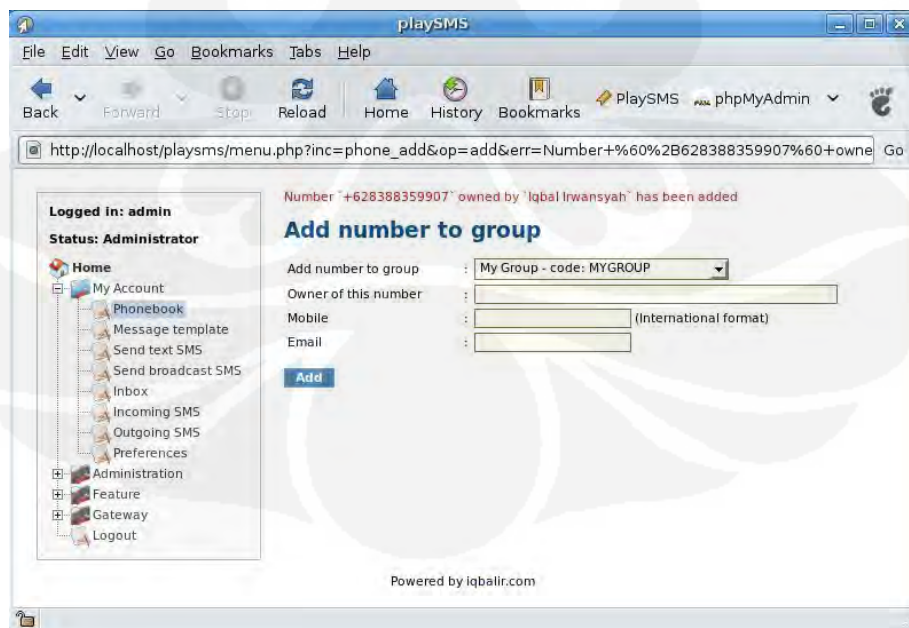 playSMS
File Edit View Go Bookmarks Tabs Help
Back Forward Stop Reload Home History Bookmarks PlaySMS phpMyAdmin
http://localhost/playsms/menu.php?inc=phone_add&op=add&err=Number+%60%2B628388359907%60+owne Go
Logged in: admin
Status: Administrator
Home
My Account
Phonebook
Message template
Send text SMS
Send broadcast SMS
Inbox
Incoming SMS
Outgoing SMS
Preferences
Administration
Feature
Gateway
Logout
Number `+628388359907` owned by `Iqbal Irwansyah` has been added
Add number to group
Add number to group : My Group - code: MYGROUP
Owner of this number :
Mobile : (International format)
Email :
Add
Powered by iqbalir.com